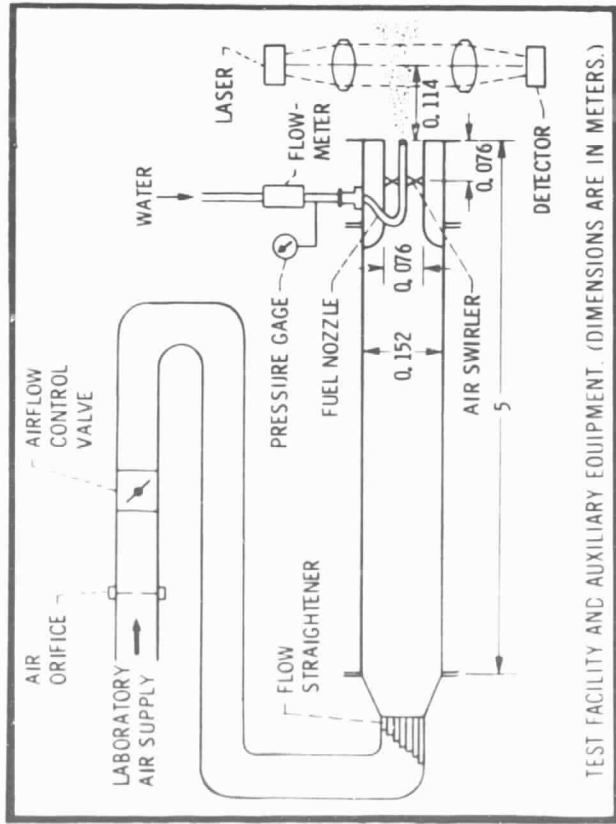 AIR
ORIFICE
AIRFLOW
CONTROL
VALVE
LABORATORY
AIR SUPPLY
FLOW
STRAIGHTENER
PRESSURE GAGE
WATER
FLOW-
METER
LASER
FUEL NOZZLE
0.152
0.076
AIR SWIRLER
0.114
0.076
DETECTOR
5
TEST FACILITY AND AUXILIARY EQUIPMENT. (DIMENSIONS ARE IN METERS.)